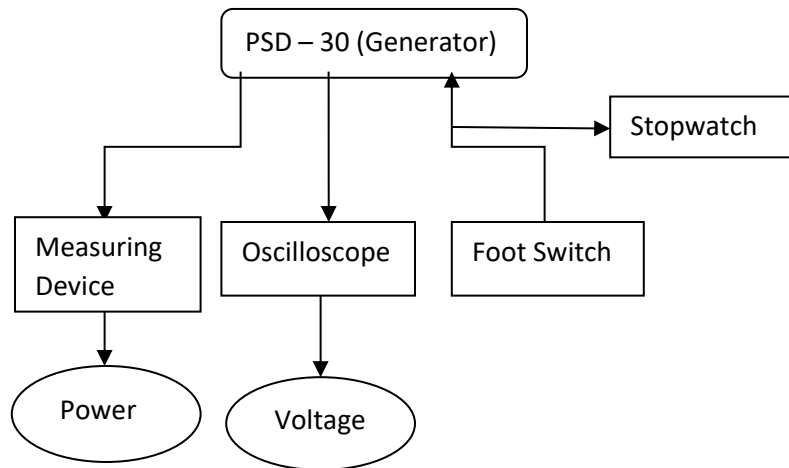 PSD – 30 (Generator)
Stopwatch
Measuring
Device
Oscilloscope
Foot Switch
Power
Voltage